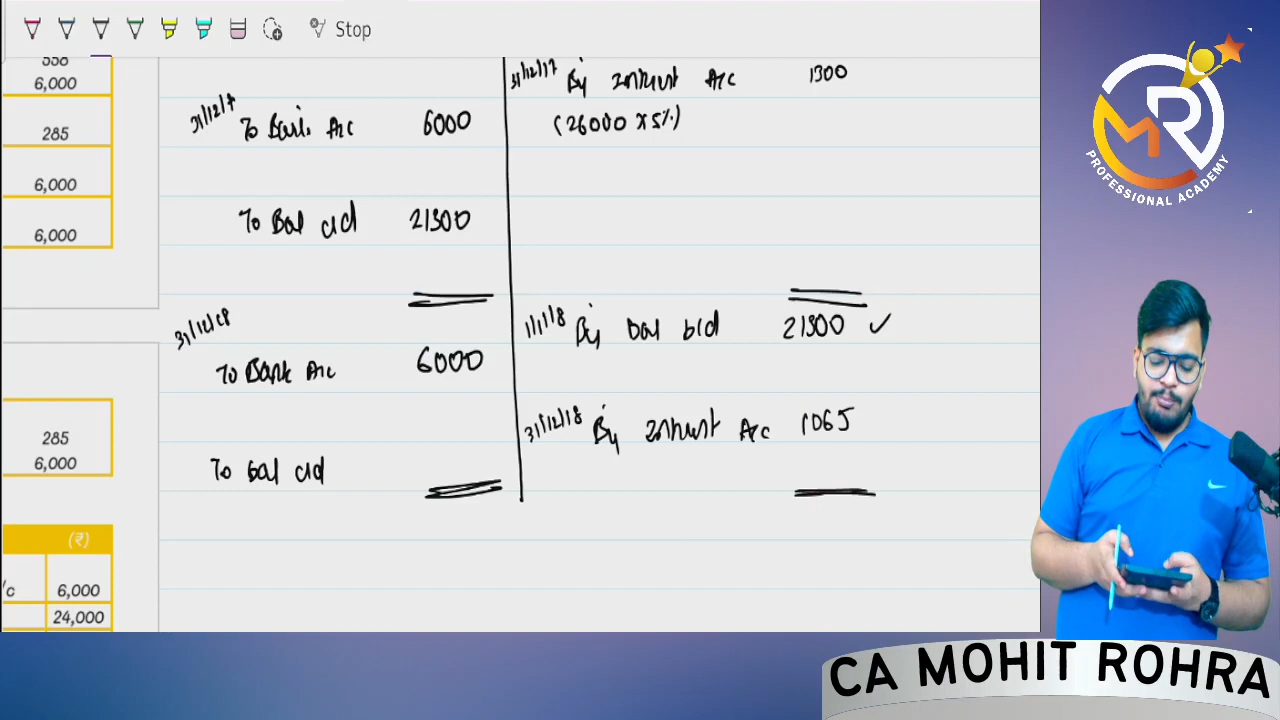 Stop
558
6,000
285
6,000
6,000
285
6,000
(₹)
/c 6,000
24,000
31/12/17 By Interest A/c 1300
(26000 x 5%)
31/12/17 To Bank A/c 6000
To Bal c/d 21300
31/12/18 To Bank A/c 6000
To Bal c/d
1/1/18 By bal b/d 21300 ✓
31/12/18 By Interest A/c 1065
MR
PROFESSIONAL ACADEMY
CA MOHIT ROHRA